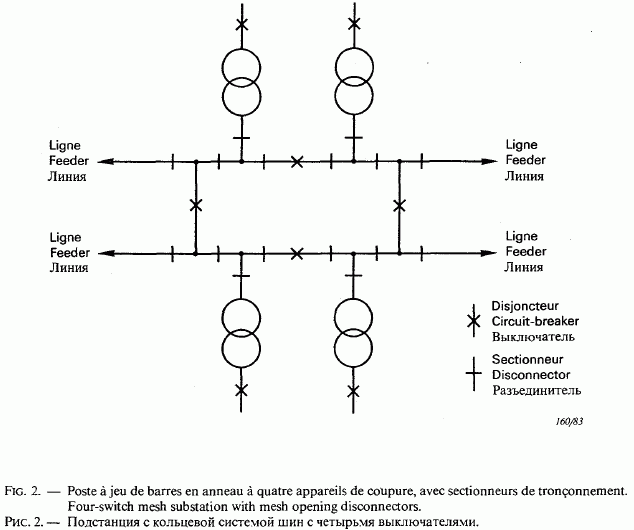 Ligne
Feeder
Линия
Ligne
Feeder
Линия
Ligne
Feeder
Линия
Ligne
Feeder
Линия
Disjoncteur
Circuit-breaker
Выключатель
Sectionneur
Disconnector
Разъединитель
160/83
FIG. 2. — Poste à jeu de barres en anneau à quatre appareils de coupure, avec sectionneurs de tronçonnement.
Four-switch mesh substation with mesh opening disconnectors.
РИС. 2. — Подстанция с кольцевой системой шин с четырьмя выключателями.